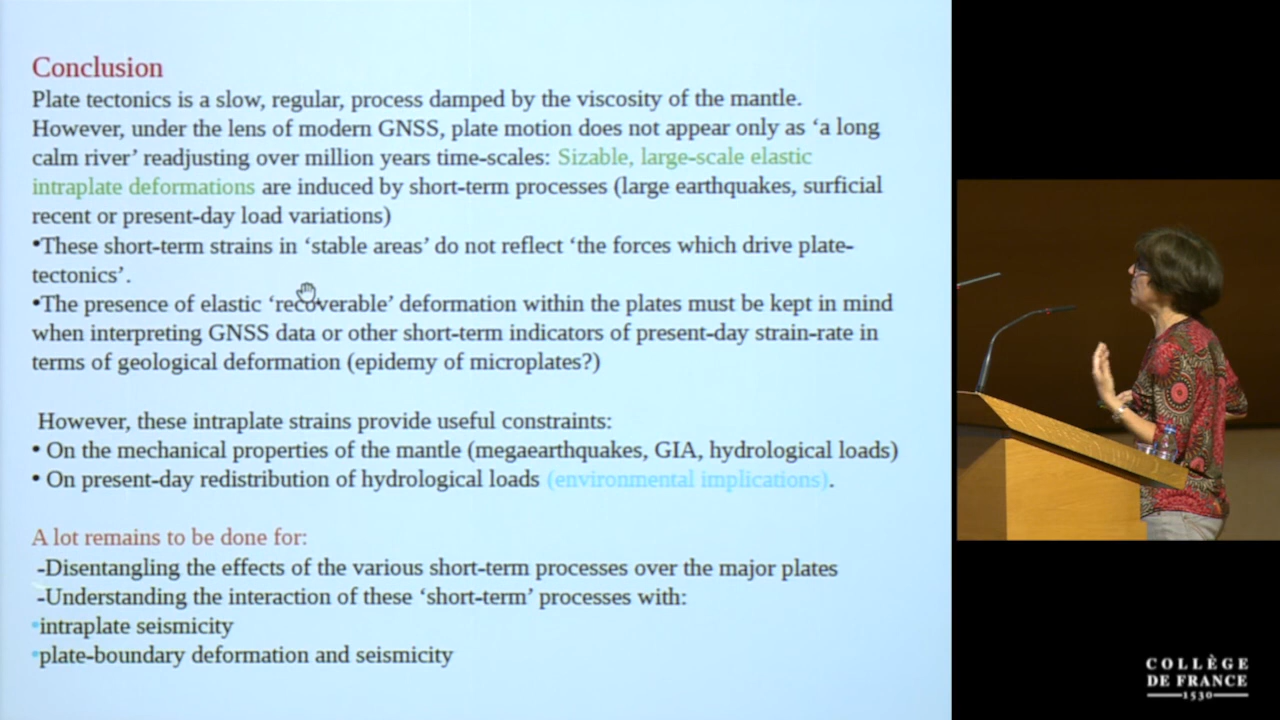 Conclusion
Plate tectonics is a slow, regular, process damped by the viscosity of the mantle.
However, under the lens of modern GNSS, plate motion does not appear only as ‘a long
calm river’ readjusting over million years time-scales: Sizable, large-scale elastic
intraplate deformations are induced by short-term processes (large earthquakes, surficial
recent or present-day load variations)
•These short-term strains in ‘stable areas’ do not reflect ‘the forces which drive plate-
tectonics’.
•The presence of elastic ‘recoverable’ deformation within the plates must be kept in mind
when interpreting GNSS data or other short-term indicators of present-day strain-rate in
terms of geological deformation (epidemy of microplates?)
However, these intraplate strains provide useful constraints:
• On the mechanical properties of the mantle (megaearthquakes, GIA, hydrological loads)
• On present-day redistribution of hydrological loads (environmental implications).
A lot remains to be done for:
-Disentangling the effects of the various short-term processes over the major plates
-Understanding the interaction of these ‘short-term’ processes with:
•intraplate seismicity
•plate-boundary deformation and seismicity
COLLÈGE
DE FRANCE
1530